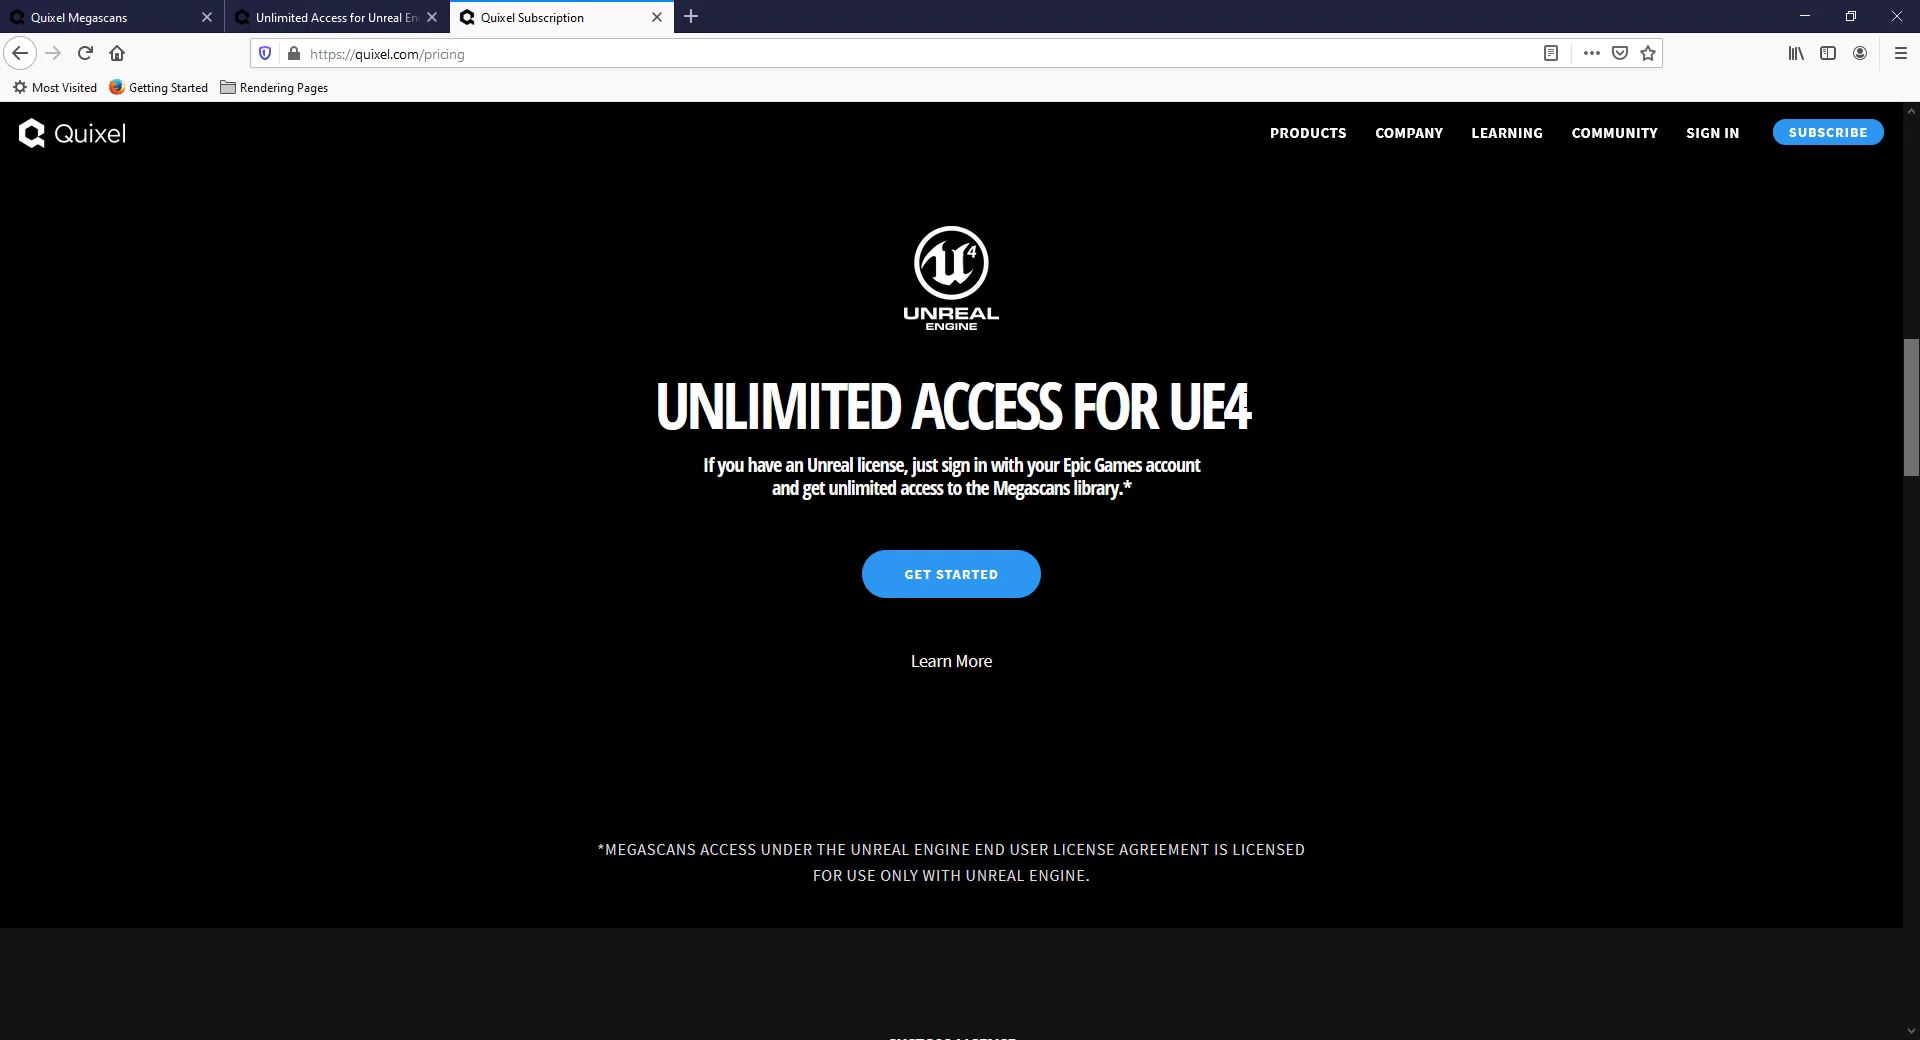 Quixel Megascans
Unlimited Access for Unreal En
Quixel Subscription
https://quixel.com/pricing
Most Visited
Getting Started
Rendering Pages
Quixel
PRODUCTS
COMPANY
LEARNING
COMMUNITY
SIGN IN
SUBSCRIBE
4
UNREAL
ENGINE
UNLIMITED ACCESS FOR UE4
If you have an Unreal license, just sign in with your Epic Games account
and get unlimited access to the Megascans library.*
GET STARTED
Learn More
*MEGASCANS ACCESS UNDER THE UNREAL ENGINE END USER LICENSE AGREEMENT IS LICENSED
FOR USE ONLY WITH UNREAL ENGINE.